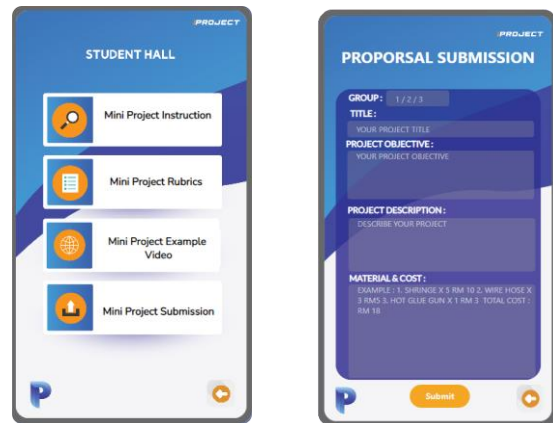 iPROJECT
STUDENT HALL
Mini Project Instruction
Mini Project Rubrics
Mini Project Example
Video
Mini Project Submission
P
iPROJECT
PROPORSAL SUBMISSION
GROUP :
1 / 2 / 3
TITLE :
YOUR PROJECT TITLE
PROJECT OBJECTIVE :
YOUR PROJECT OBJECTIVE
PROJECT DESCRIPTION :
DESCRIBE YOUR PROJECT
MATERIAL & COST :
EXAMPLE : 1. SHRINGE X 5 RM 10 2. WIRE HOSE X
3 RM5 3. HOT GLUE GUN X 1 RM 3 TOTAL COST :
RM 18
P
Submit